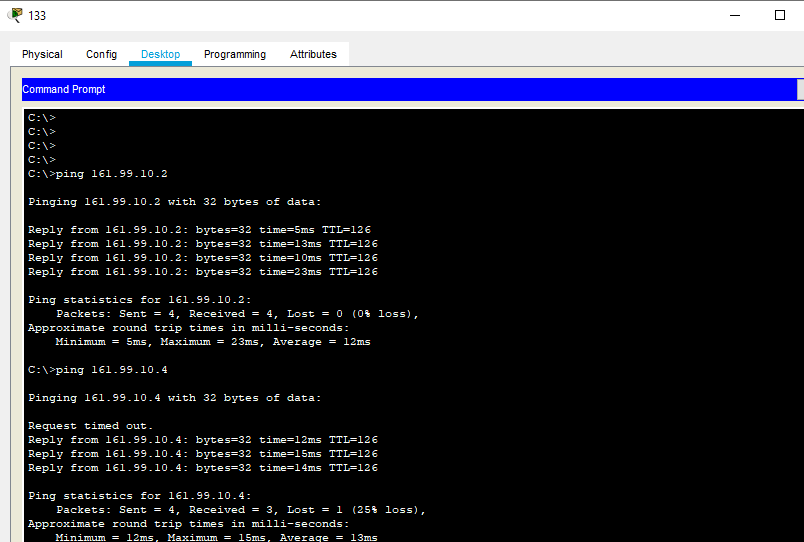 133
Physical Config Desktop Programming Attributes
Command Prompt
C:\>
C:\>
C:\>
C:\>
C:\>ping 161.99.10.2
Pinging 161.99.10.2 with 32 bytes of data:
Reply from 161.99.10.2: bytes=32 time=5ms TTL=126
Reply from 161.99.10.2: bytes=32 time=13ms TTL=126
Reply from 161.99.10.2: bytes=32 time=10ms TTL=126
Reply from 161.99.10.2: bytes=32 time=23ms TTL=126
Ping statistics for 161.99.10.2:
Packets: Sent = 4, Received = 4, Lost = 0 (0% loss),
Approximate round trip times in milli-seconds:
Minimum = 5ms, Maximum = 23ms, Average = 12ms
C:\>ping 161.99.10.4
Pinging 161.99.10.4 with 32 bytes of data:
Request timed out.
Reply from 161.99.10.4: bytes=32 time=12ms TTL=126
Reply from 161.99.10.4: bytes=32 time=15ms TTL=126
Reply from 161.99.10.4: bytes=32 time=14ms TTL=126
Ping statistics for 161.99.10.4:
Packets: Sent = 4, Received = 3, Lost = 1 (25% loss),
Approximate round trip times in milli-seconds:
Minimum = 12ms, Maximum = 15ms, Average = 13ms